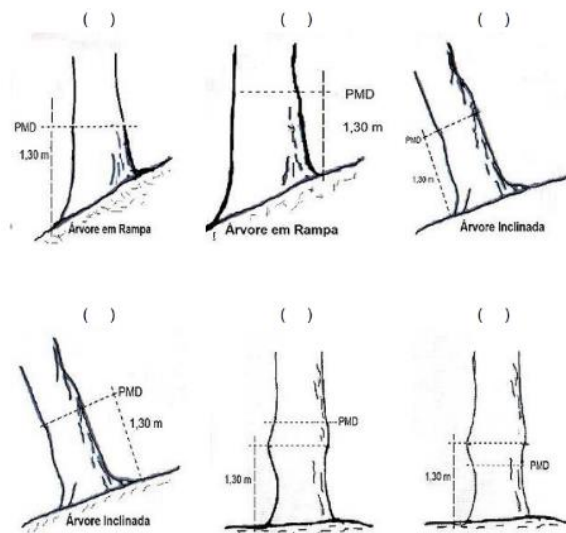 ( ) ( ) ( )
PMD
1,30 m
Árvore em Rampa
PMD
1,30 m
Árvore em Rampa
PMD
1,30 m
Árvore Inclinada
( ) ( ) ( )
PMD
1,30 m
Árvore Inclinada
PMD
1,30 m
1,30 m
PMD